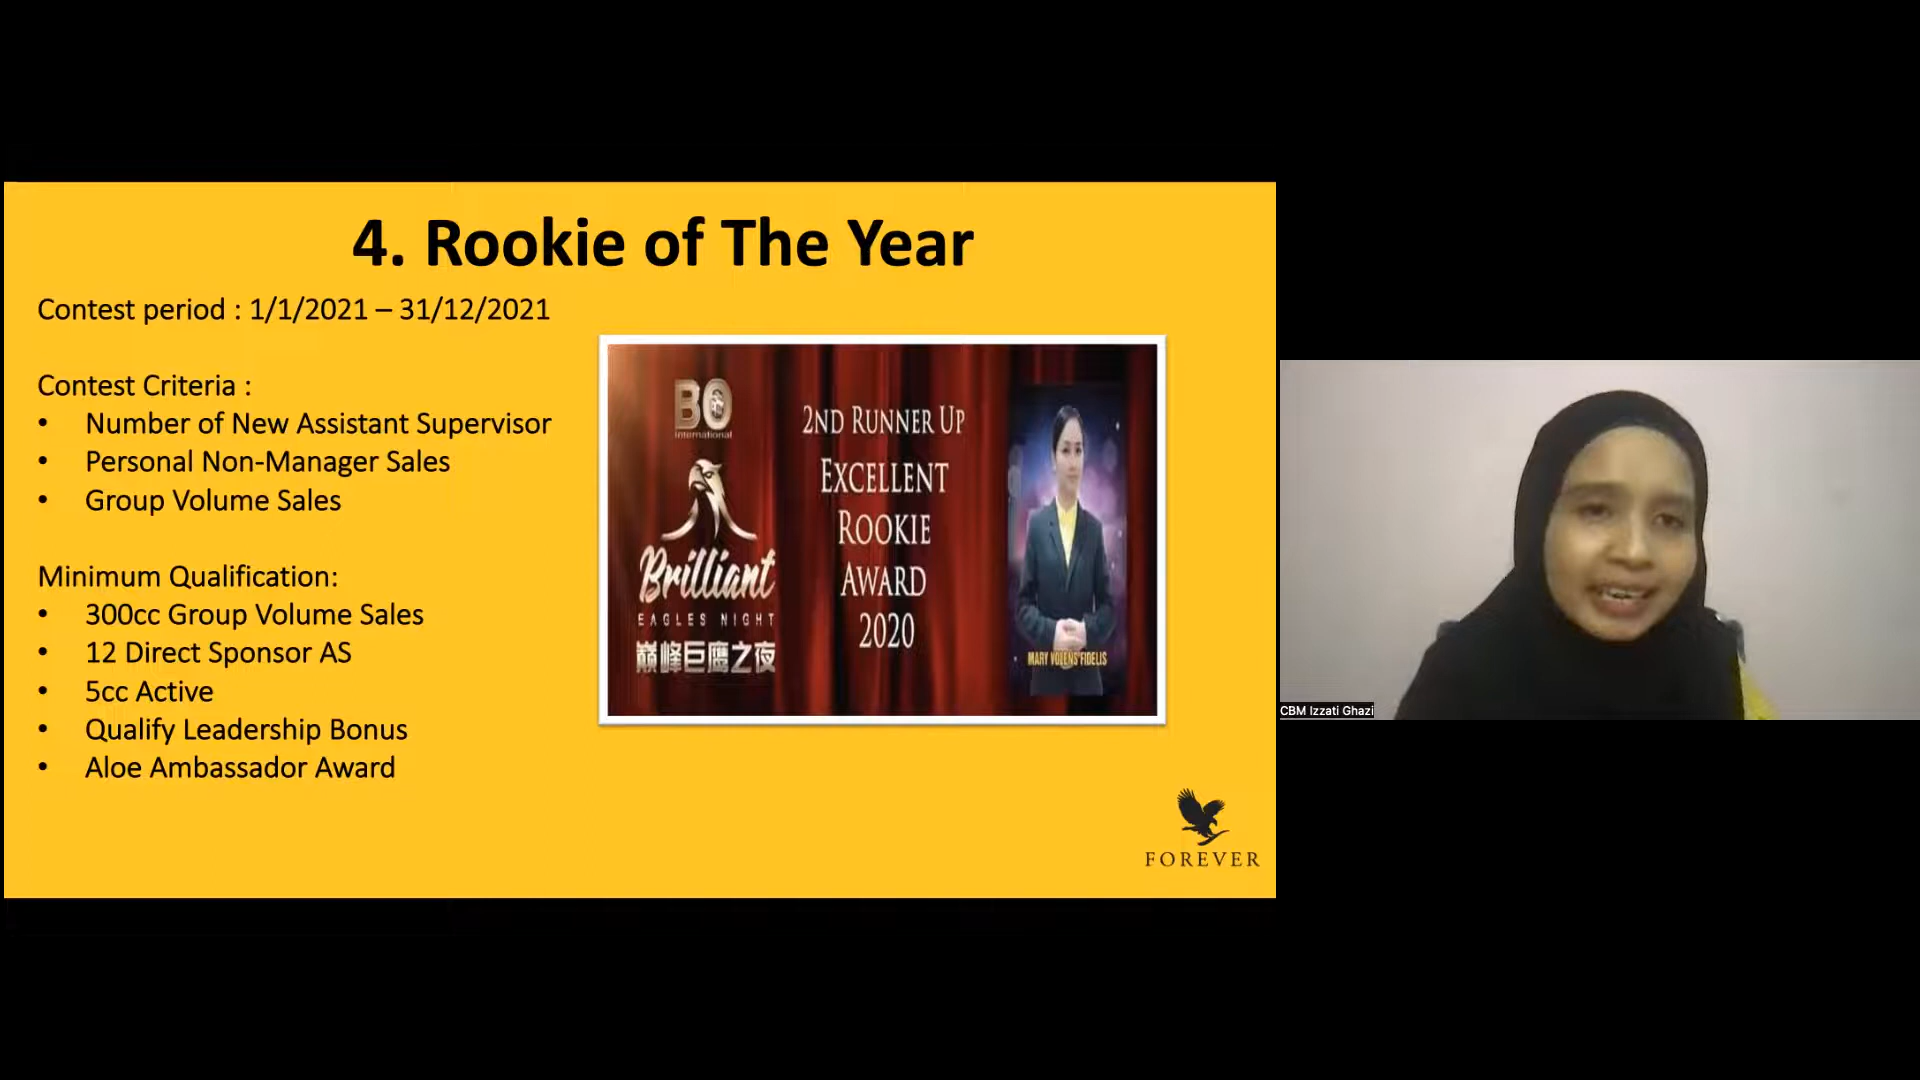 4. Rookie of The Year
Contest period : 1/1/2021 – 31/12/2021
Contest Criteria :
• Number of New Assistant Supervisor
• Personal Non-Manager Sales
• Group Volume Sales
Minimum Qualification:
• 300cc Group Volume Sales
• 12 Direct Sponsor AS
• 5cc Active
• Qualify Leadership Bonus
• Aloe Ambassador Award
BO
International
Brilliant
EAGLES NIGHT
巅峰巨鹰之夜
2ND RUNNER UP
EXCELLENT
ROOKIE
AWARD
2020
MARY VOLENS FIDELIS
FOREVER
CBM Izzati Ghazi